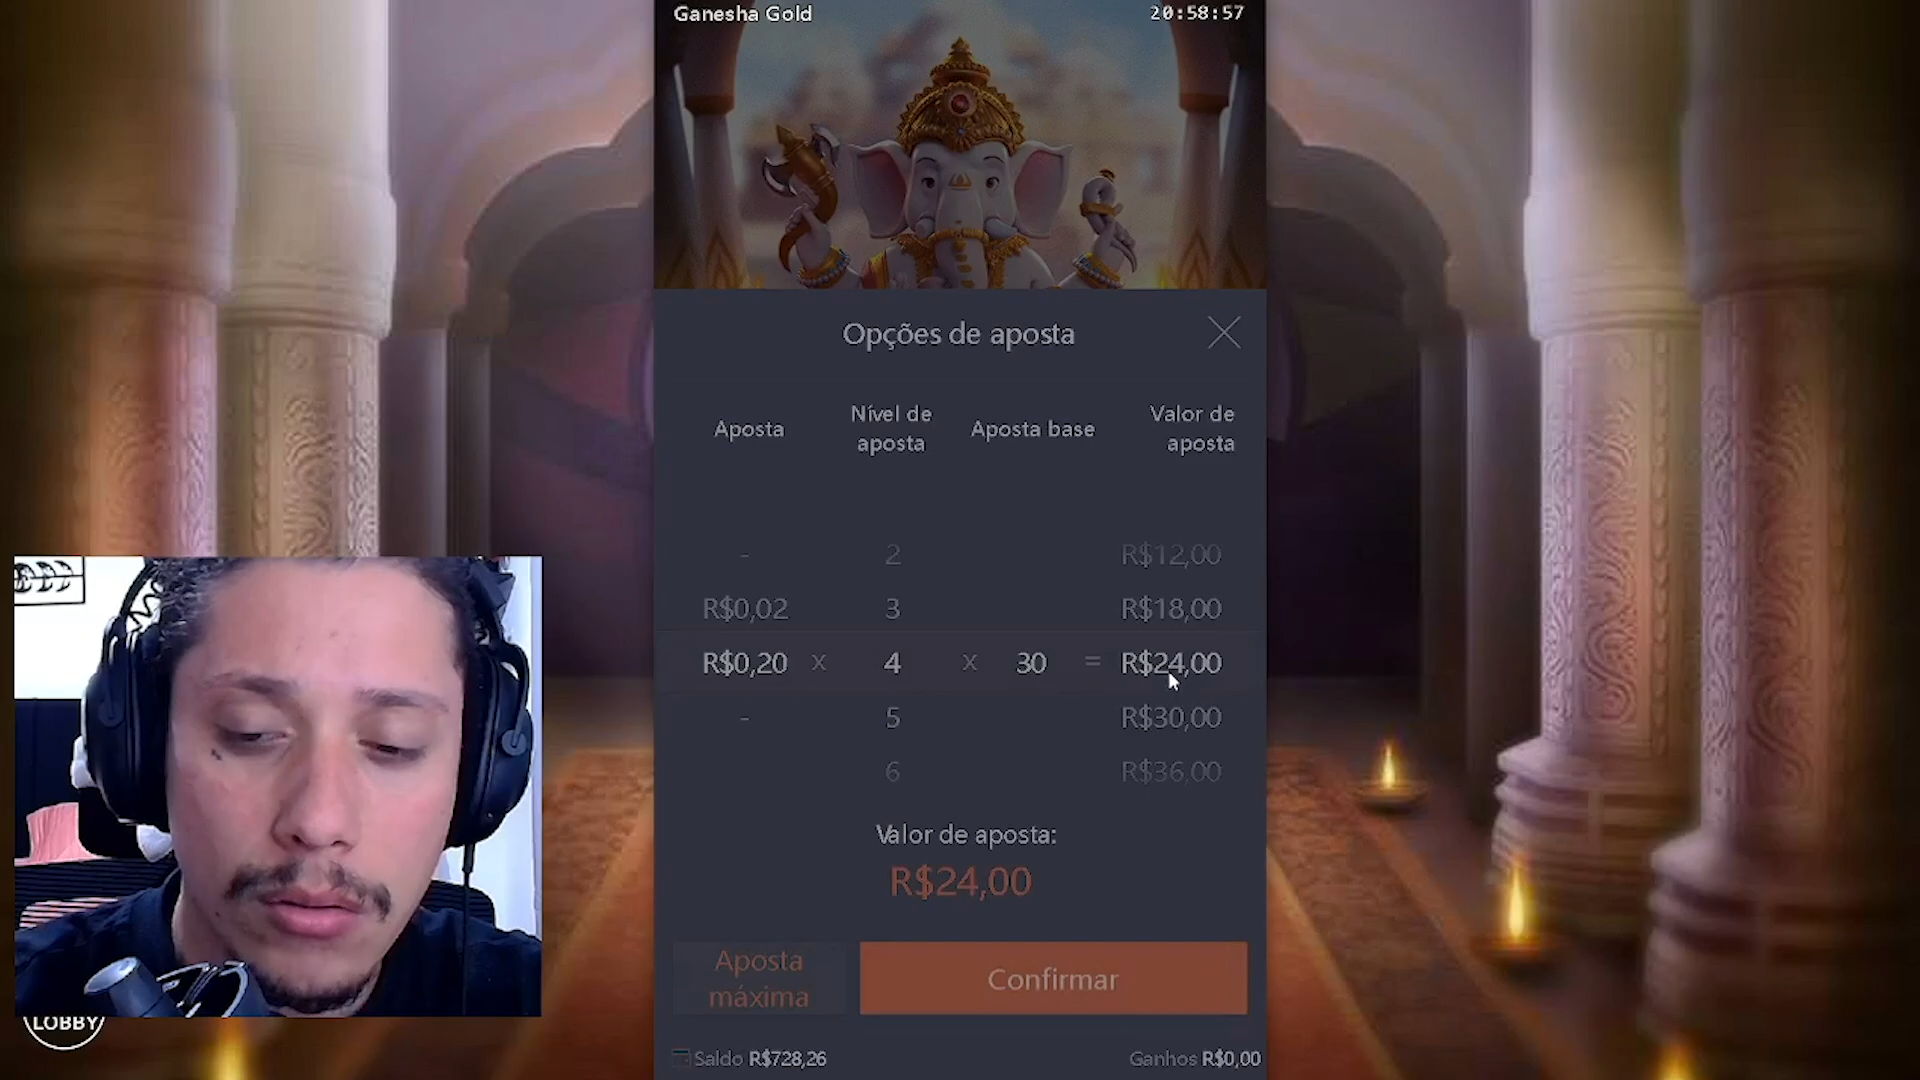 Ganesha Gold 20:58:57
Opções de aposta
Aposta Nível de aposta Aposta base Valor de aposta
- 2 R$12,00
R$0,02 3 R$18,00
R$0,20 x 4 x 30 = R$24,00
- 5 R$30,00
6 R$36,00
Valor de aposta:
R$24,00
Aposta máxima
Confirmar
LOBBY
Saldo R$728,26 Ganhos R$0,00